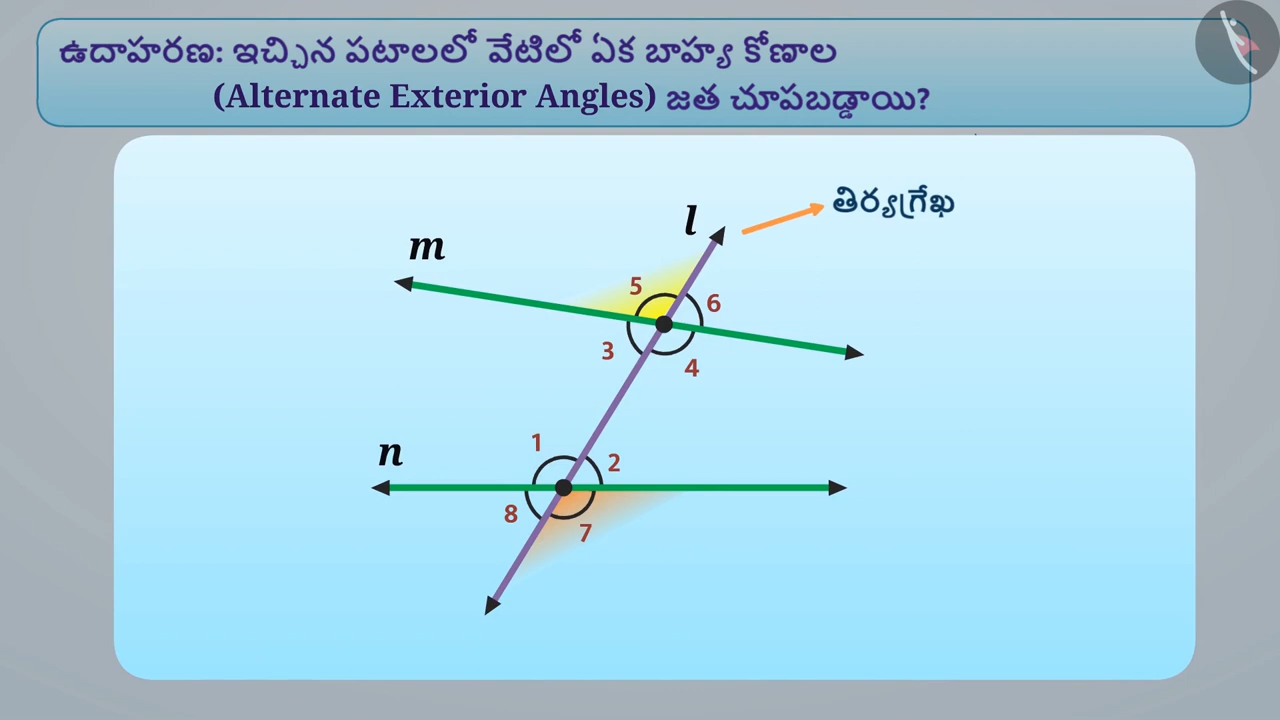 ఉదాహరణ: ఇచ్చిన పటాలలో వేటిలో ఏక బాహ్య కోణాల
(Alternate Exterior Angles) జత చూపబడ్డాయి?
తిర్యగ్రేఖ
l
m
5
6
3
4
n
1
2
8
7